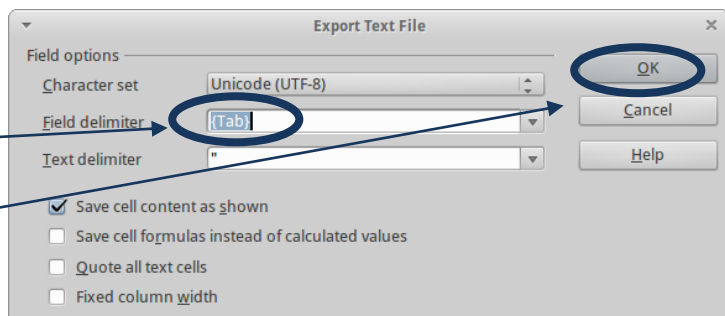 Export Text File
Field options
Character set Unicode (UTF-8)
Field delimiter {Tab}
Text delimiter "
Save cell content as shown
Save cell formulas instead of calculated values
Quote all text cells
Fixed column width
OK
Cancel
Help